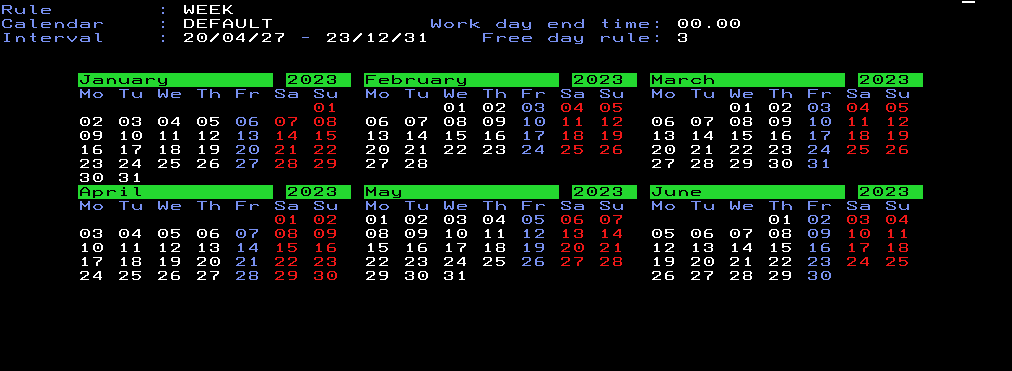 Rule : WEEK
Calendar : DEFAULT Work day end time: 00.00
Interval : 20/04/27 - 23/12/31 Free day rule: 3
January 2023 February 2023 March 2023
Mo Tu We Th Fr Sa Su Mo Tu We Th Fr Sa Su Mo Tu We Th Fr Sa Su
01 01 02 03 04 05 01 02 03 04 05
02 03 04 05 06 07 08 06 07 08 09 10 11 12 06 07 08 09 10 11 12
09 10 11 12 13 14 15 13 14 15 16 17 18 19 13 14 15 16 17 18 19
16 17 18 19 20 21 22 20 21 22 23 24 25 26 20 21 22 23 24 25 26
23 24 25 26 27 28 29 27 28 27 28 29 30 31
30 31
April 2023 May 2023 June 2023
Mo Tu We Th Fr Sa Su Mo Tu We Th Fr Sa Su Mo Tu We Th Fr Sa Su
01 02 01 02 03 04 05 06 07 01 02 03 04
03 04 05 06 07 08 09 08 09 10 11 12 13 14 05 06 07 08 09 10 11
10 11 12 13 14 15 16 15 16 17 18 19 20 21 12 13 14 15 16 17 18
17 18 19 20 21 22 23 22 23 24 25 26 27 28 19 20 21 22 23 24 25
24 25 26 27 28 29 30 29 30 31 26 27 28 29 30